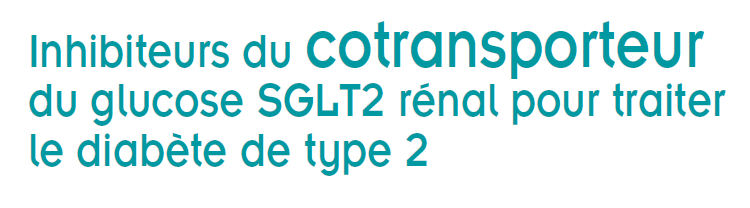 Inhibiteurs du cotransporteur
du glucose SGLT2 rénal pour traiter
le diabète de type 2